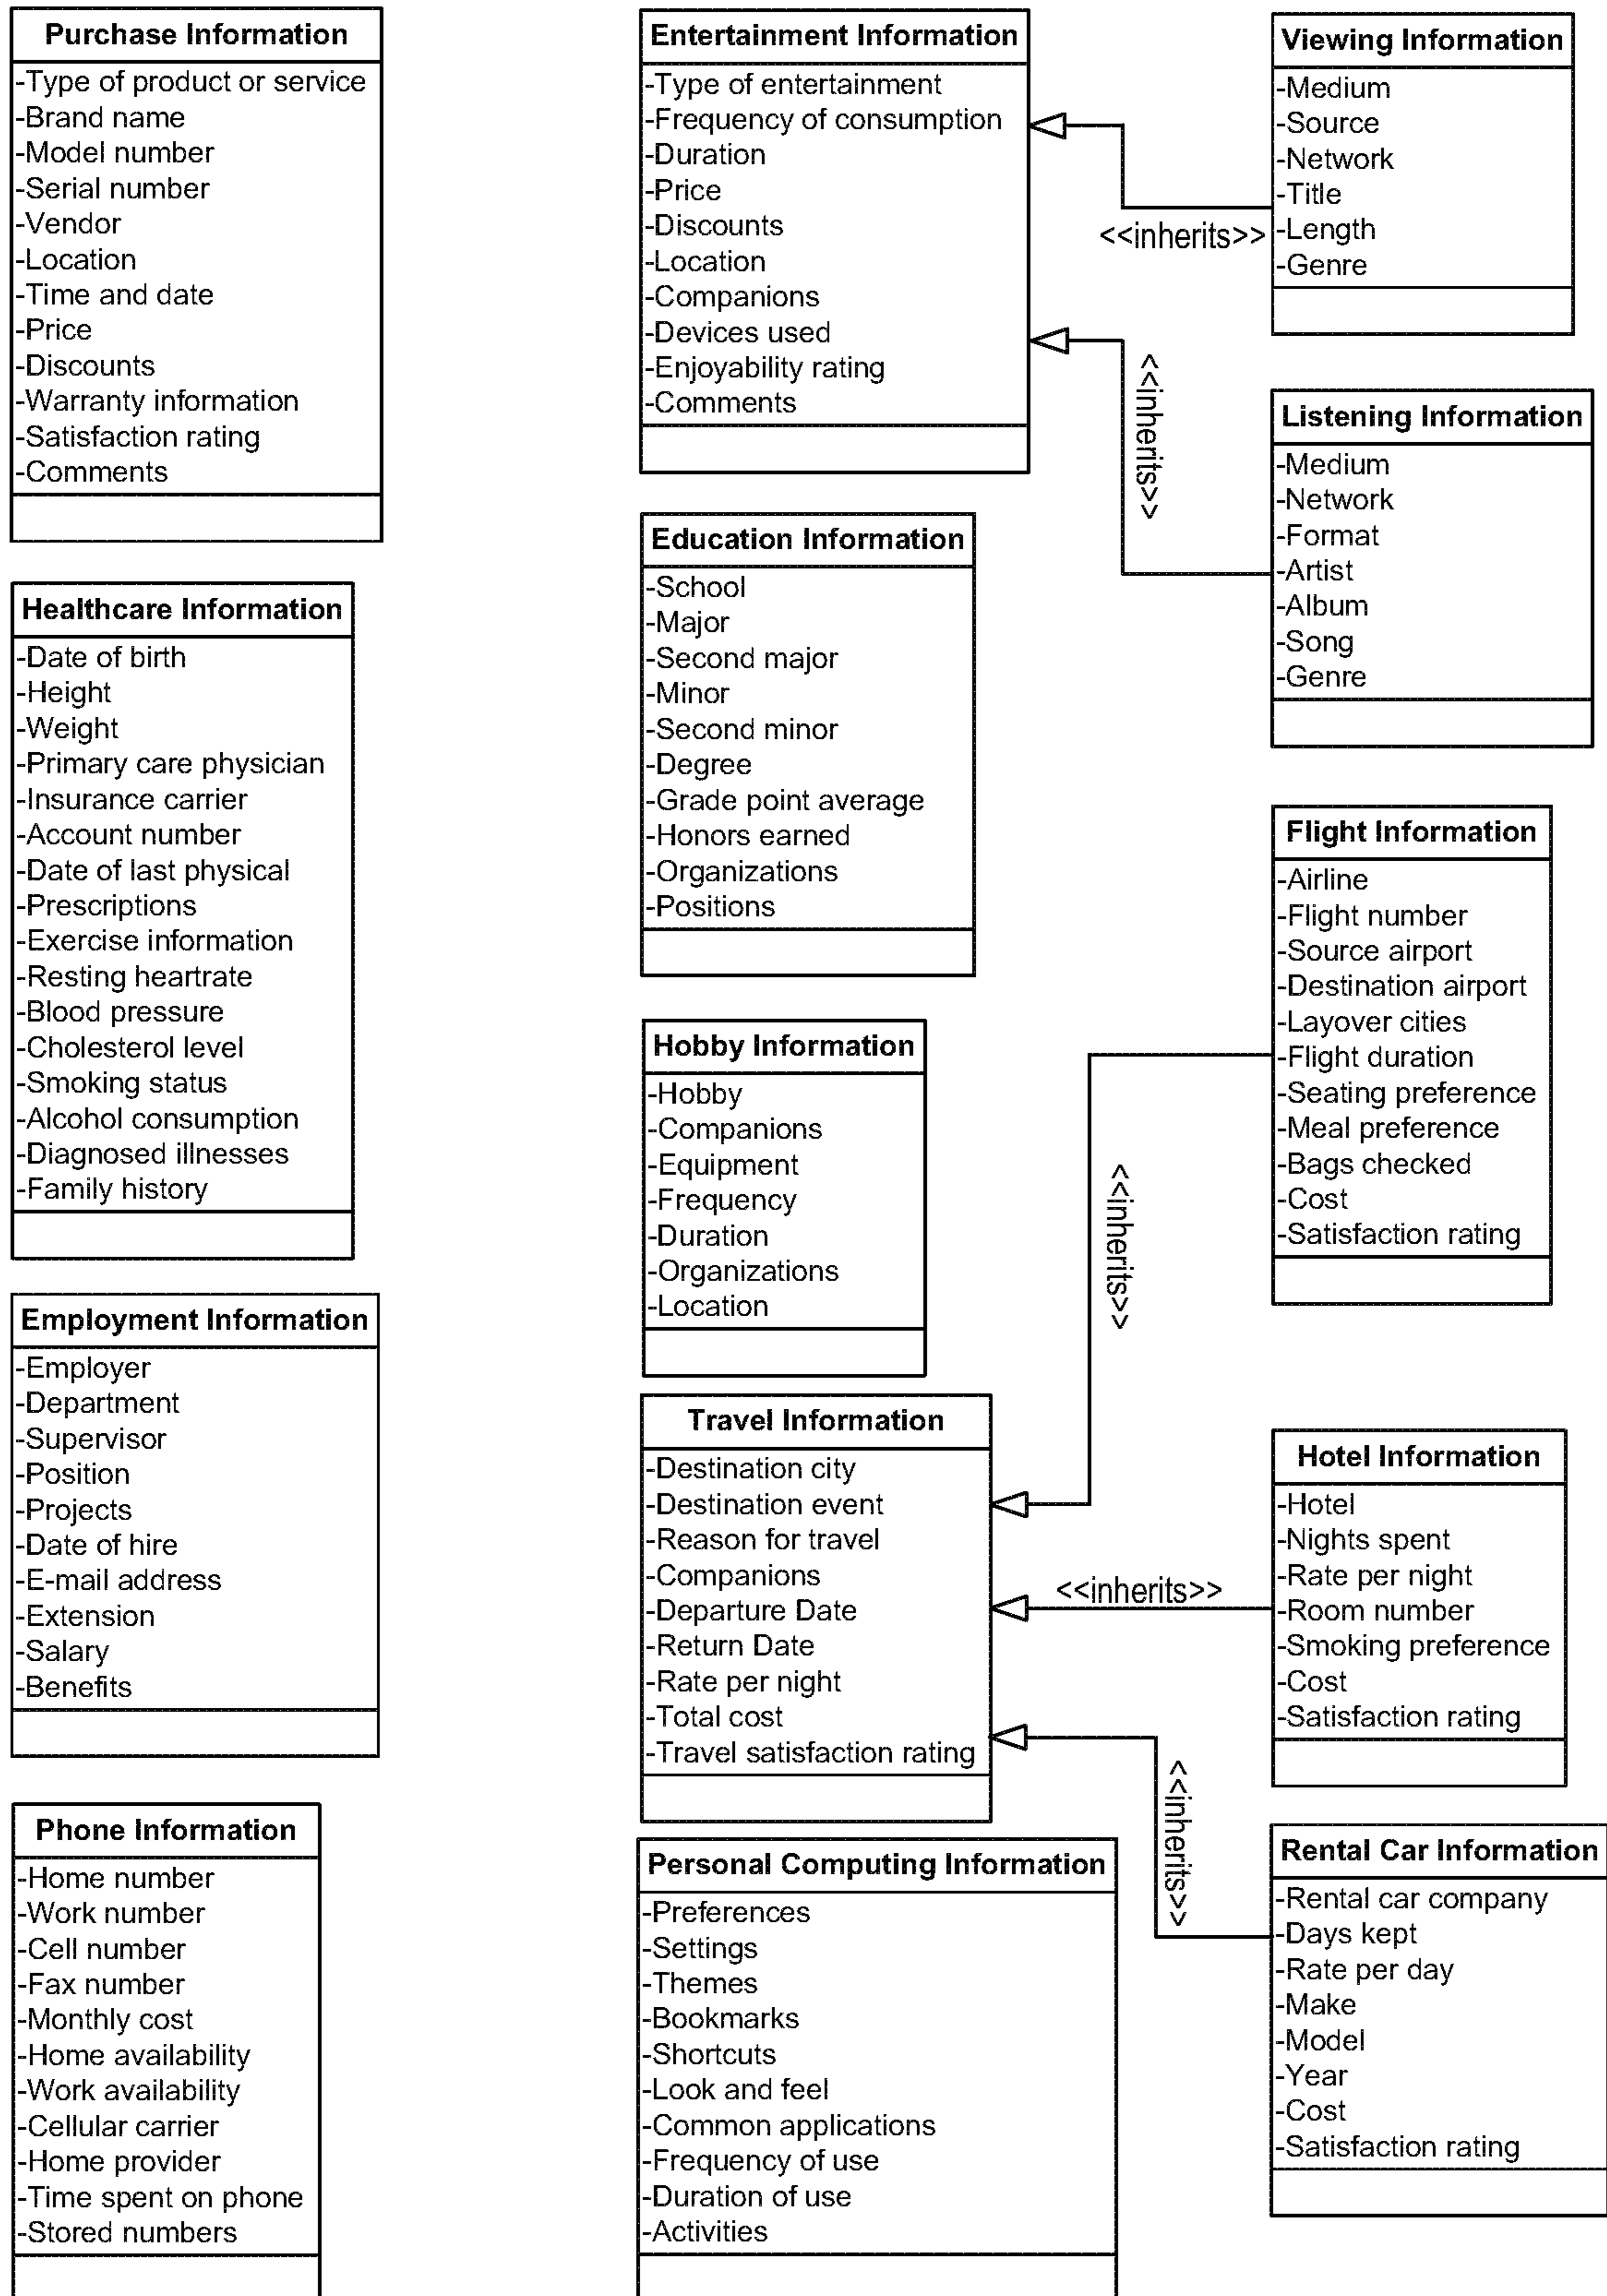 Purchase Information
-Type of product or service
-Brand name
-Model number
-Serial number
-Vendor
-Location
-Time and date
-Price
-Discounts
-Warranty information
-Satisfaction rating
-Comments
Healthcare Information
-Date of birth
-Height
-Weight
-Primary care physician
-Insurance carrier
-Account number
-Date of last physical
-Prescriptions
-Exercise information
-Resting heartrate
-Blood pressure
-Cholesterol level
-Smoking status
-Alcohol consumption
-Diagnosed illnesses
-Family history
Employment Information
-Employer
-Department
-Supervisor
-Position
-Projects
-Date of hire
-E-mail address
-Extension
-Salary
-Benefits
Phone Information
-Home number
-Work number
-Cell number
-Fax number
-Monthly cost
-Home availability
-Work availability
-Cellular carrier
-Home provider
-Time spent on phone
-Stored numbers
Entertainment Information
-Type of entertainment
-Frequency of consumption
-Duration
-Price
-Discounts
-Location
-Companions
-Devices used
-Enjoyability rating
-Comments
Education Information
-School
-Major
-Second major
-Minor
-Second minor
-Degree
-Grade point average
-Honors earned
-Organizations
-Positions
Hobby Information
-Hobby
-Companions
-Equipment
-Frequency
-Duration
-Organizations
-Location
Travel Information
-Destination city
-Destination event
-Reason for travel
-Companions
-Departure Date
-Return Date
-Rate per night
-Total cost
-Travel satisfaction rating
Personal Computing Information
-Preferences
-Settings
-Themes
-Bookmarks
-Shortcuts
-Look and feel
-Common applications
-Frequency of use
-Duration of use
-Activities
<<inherits>>
<<inherits>>
<<inherits>>
<<inherits>>
<<inherits>>
Viewing Information
-Medium
-Source
-Network
-Title
-Length
-Genre
Listening Information
-Medium
-Network
-Format
-Artist
-Album
-Song
-Genre
Flight Information
-Airline
-Flight number
-Source airport
-Destination airport
-Layover cities
-Flight duration
-Seating preference
-Meal preference
-Bags checked
-Cost
-Satisfaction rating
Hotel Information
-Hotel
-Nights spent
-Rate per night
-Room number
-Smoking preference
-Cost
-Satisfaction rating
Rental Car Information
-Rental car company
-Days kept
-Rate per day
-Make
-Model
-Year
-Cost
-Satisfaction rating